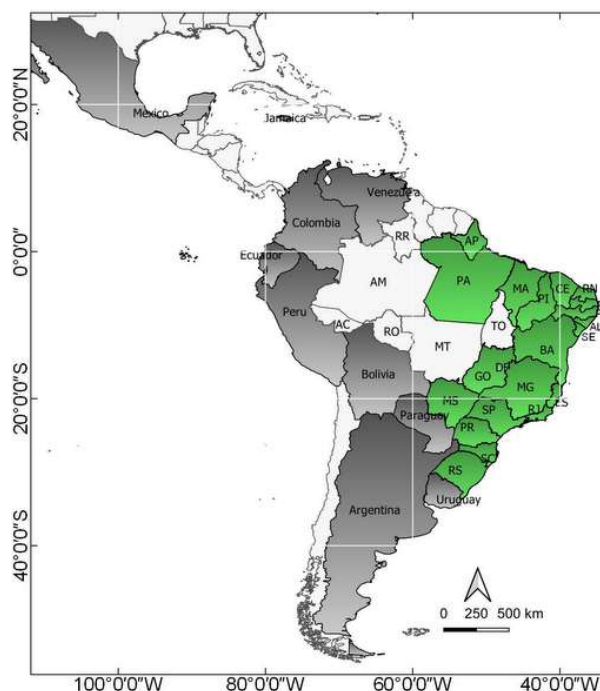 20°0'0"N
Mexico
Jamaica
Venezuela
Colombia
RR
AP
0°0'0"
Ecuador
AM
PA
MA
CE
RN
PI
Peru
AC
RO
TO
AL
SE
MT
BA
Bolivia
DF
GO
MG
MS
ES
20°0'0"S
SP
RJ
Paraguay
PR
SC
RS
Uruguay
Argentina
40°0'0"S
0 250 500 km
100°0'0"W 80°0'0"W 60°0'0"W 40°0'0"W